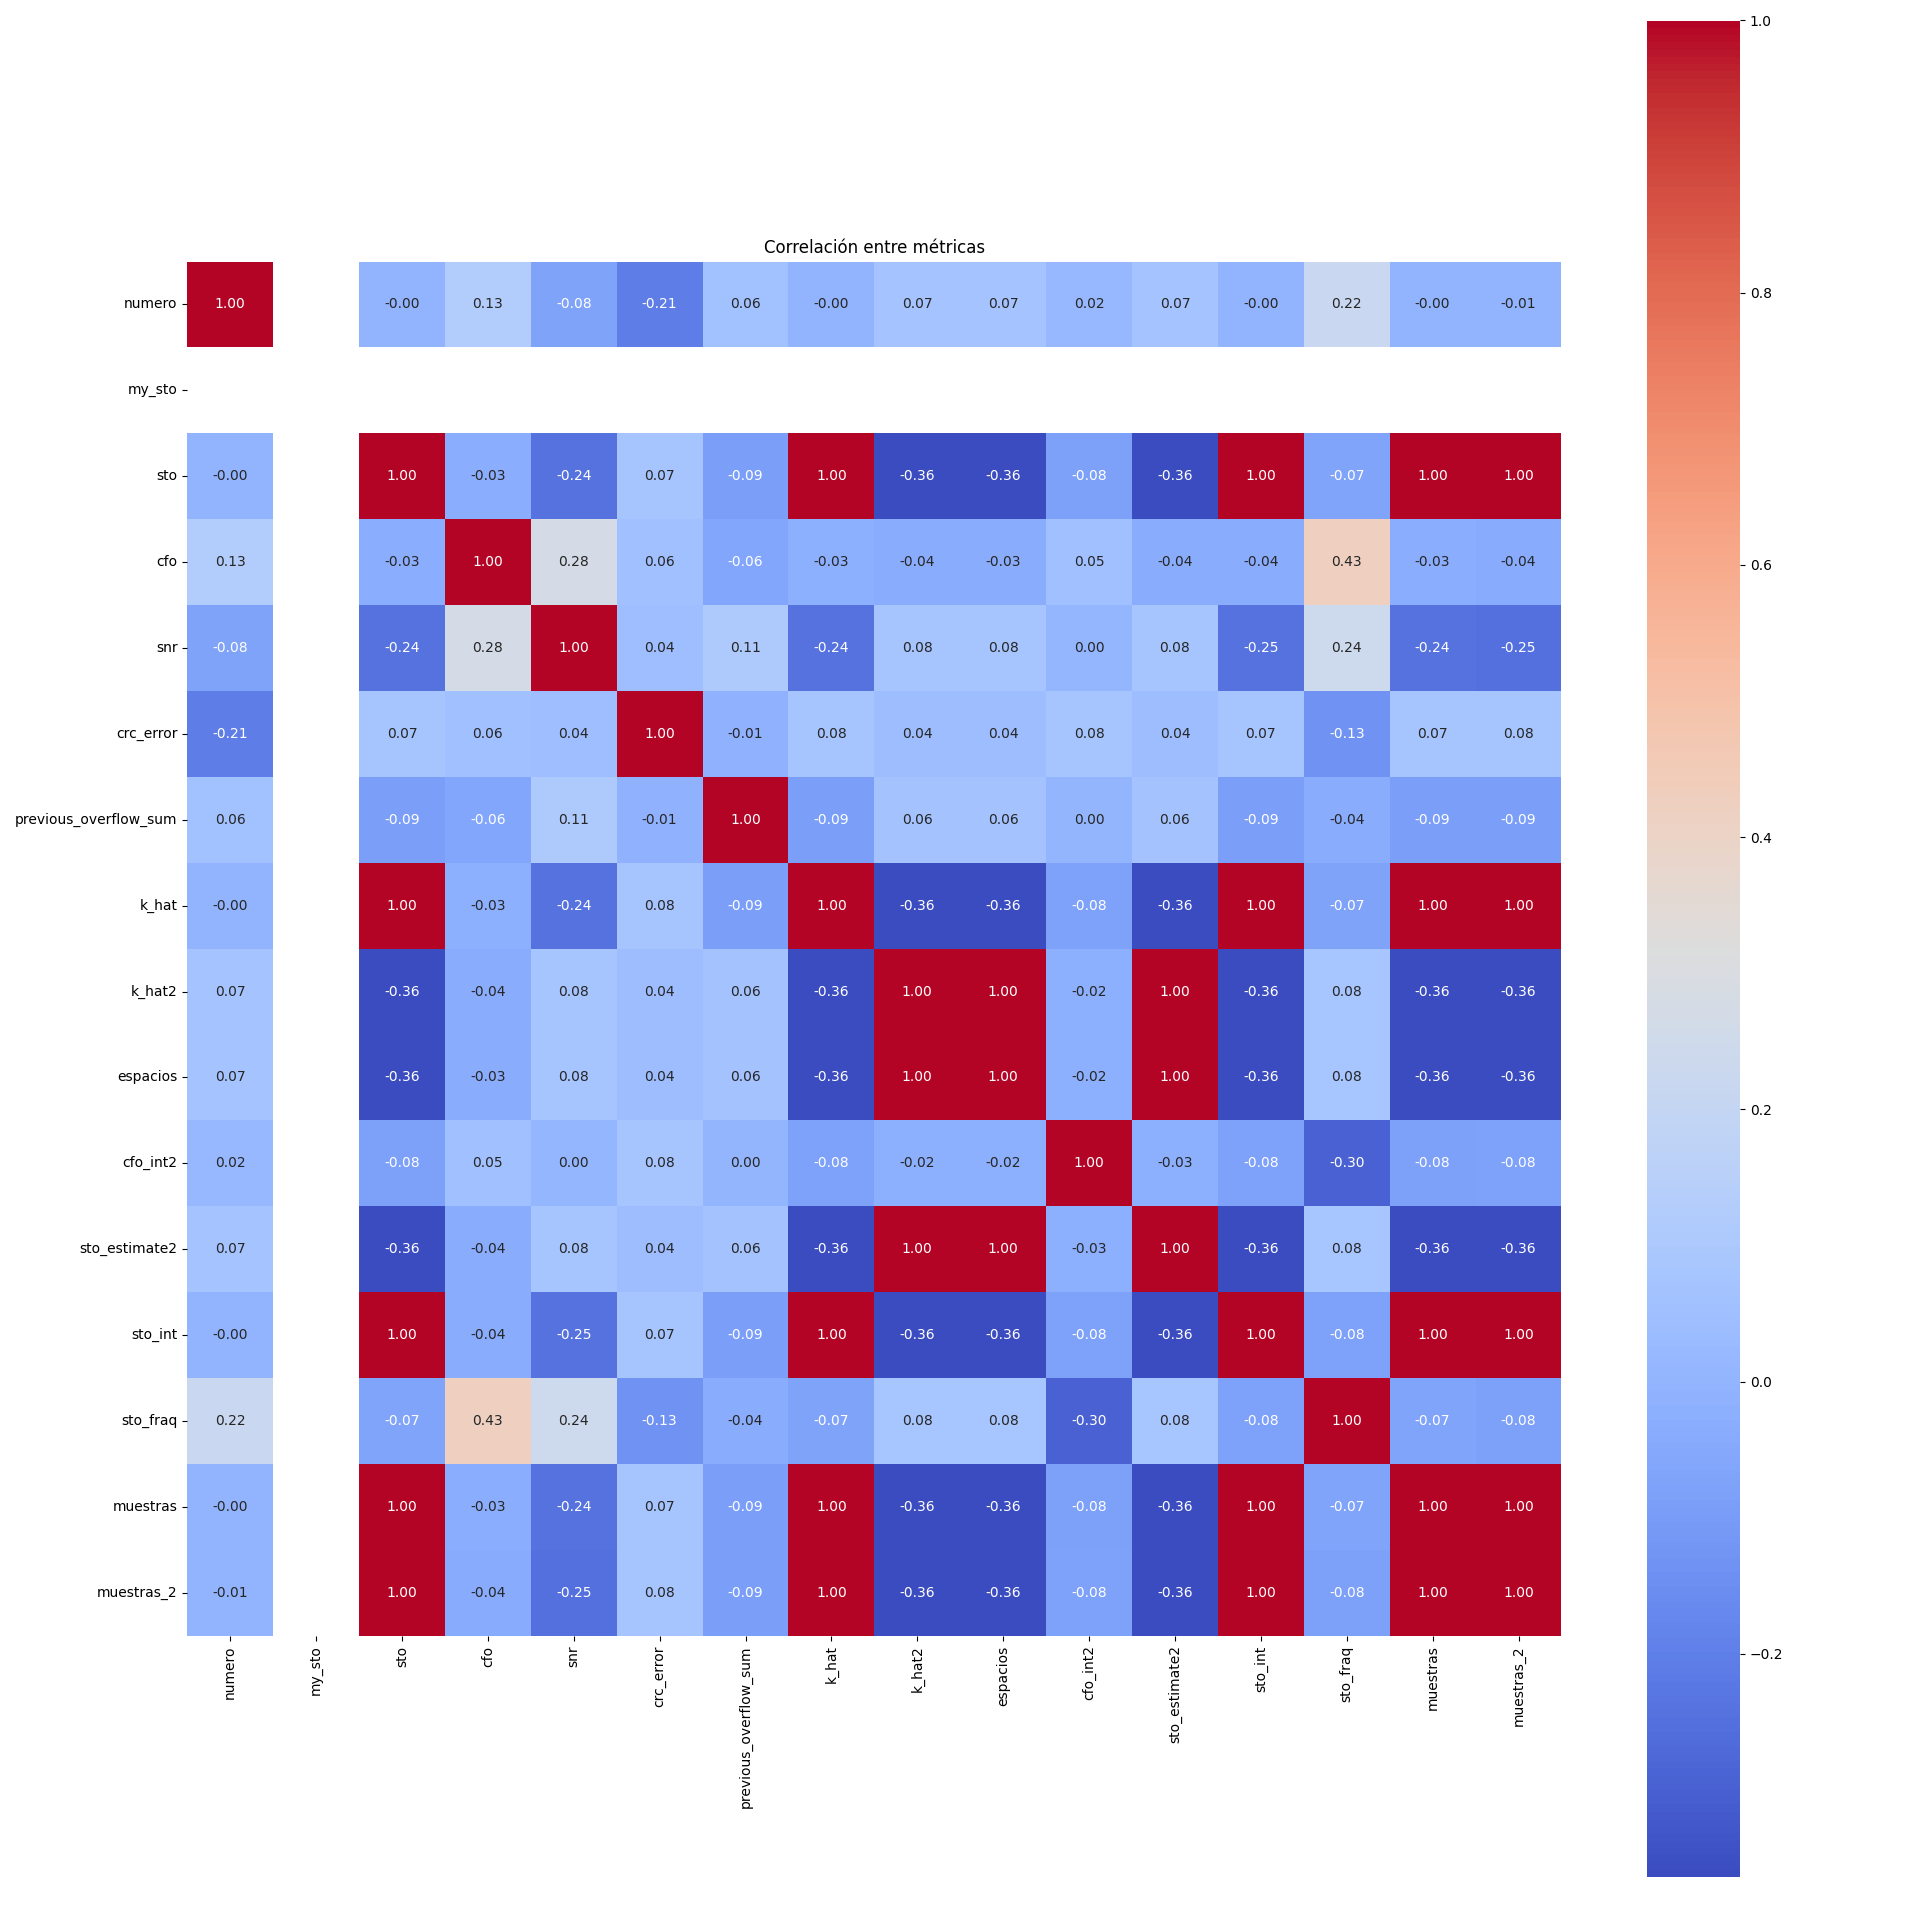 Correlación entre métricas
numero 1.00 -0.00 0.13 -0.08 -0.21 0.06 -0.00 0.07 0.07 0.02 0.07 -0.00 0.22 -0.00 -0.01
my_sto
sto -0.00 1.00 -0.03 -0.24 0.07 -0.09 1.00 -0.36 -0.36 -0.08 -0.36 1.00 -0.07 1.00 1.00
cfo 0.13 -0.03 1.00 0.28 0.06 -0.06 -0.03 -0.04 -0.03 0.05 -0.04 -0.04 0.43 -0.03 -0.04
snr -0.08 -0.24 0.28 1.00 0.04 0.11 -0.24 0.08 0.08 0.00 0.08 -0.25 0.24 -0.24 -0.25
crc_error -0.21 0.07 0.06 0.04 1.00 -0.01 0.08 0.04 0.04 0.08 0.04 0.07 -0.13 0.07 0.08
previous_overflow_sum 0.06 -0.09 -0.06 0.11 -0.01 1.00 -0.09 0.06 0.06 0.00 0.06 -0.09 -0.04 -0.09 -0.09
k_hat -0.00 1.00 -0.03 -0.24 0.08 -0.09 1.00 -0.36 -0.36 -0.08 -0.36 1.00 -0.07 1.00 1.00
k_hat2 0.07 -0.36 -0.04 0.08 0.04 0.06 -0.36 1.00 1.00 -0.02 1.00 -0.36 0.08 -0.36 -0.36
espacios 0.07 -0.36 -0.03 0.08 0.04 0.06 -0.36 1.00 1.00 -0.02 1.00 -0.36 0.08 -0.36 -0.36
cfo_int2 0.02 -0.08 0.05 0.00 0.08 0.00 -0.08 -0.02 -0.02 1.00 -0.03 -0.08 -0.30 -0.08 -0.08
sto_estimate2 0.07 -0.36 -0.04 0.08 0.04 0.06 -0.36 1.00 1.00 -0.03 1.00 -0.36 0.08 -0.36 -0.36
sto_int -0.00 1.00 -0.04 -0.25 0.07 -0.09 1.00 -0.36 -0.36 -0.08 -0.36 1.00 -0.08 1.00 1.00
sto_fraq 0.22 -0.07 0.43 0.24 -0.13 -0.04 -0.07 0.08 0.08 -0.30 0.08 -0.08 1.00 -0.07 -0.08
muestras -0.00 1.00 -0.03 -0.24 0.07 -0.09 1.00 -0.36 -0.36 -0.08 -0.36 1.00 -0.07 1.00 1.00
muestras_2 -0.01 1.00 -0.04 -0.25 0.08 -0.09 1.00 -0.36 -0.36 -0.08 -0.36 1.00 -0.08 1.00 1.00
numero
my_sto
sto
cfo
snr
crc_error
previous_overflow_sum
k_hat
k_hat2
espacios
cfo_int2
sto_estimate2
sto_int
sto_fraq
muestras
muestras_2
1.0
0.8
0.6
0.4
0.2
0.0
−0.2